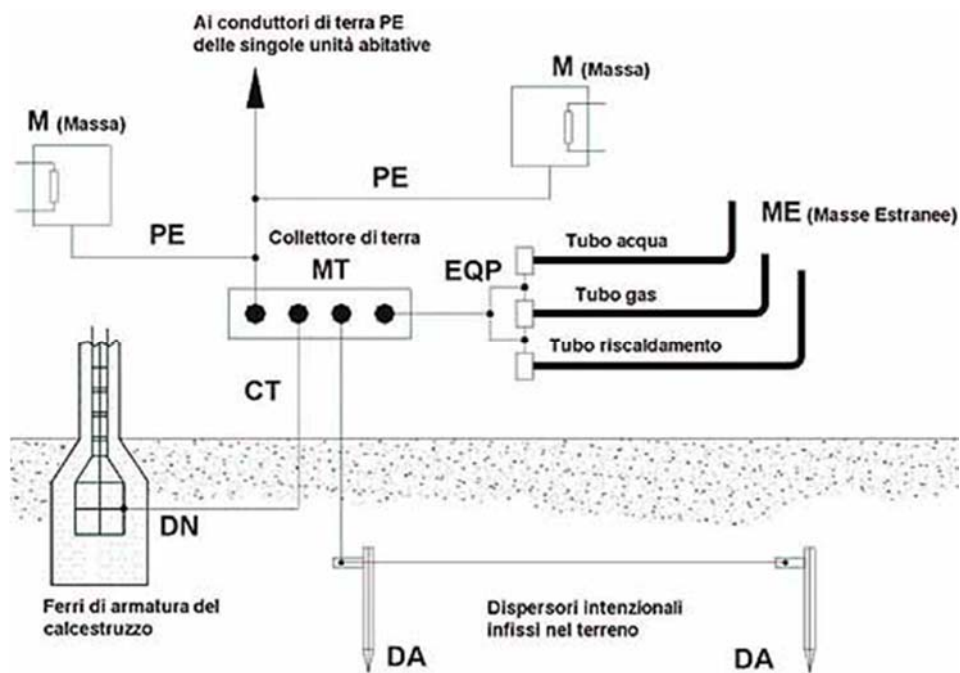 Ai conduttori di terra PE
delle singole unità abitative
M (Massa)
M (Massa)
PE
PE
ME (Masse Estranee)
Collettore di terra
MT
EQP
Tubo acqua
Tubo gas
Tubo riscaldamento
CT
DN
Ferri di armatura del
calcestruzzo
Dispersori intenzionali
infissi nel terreno
DA
DA